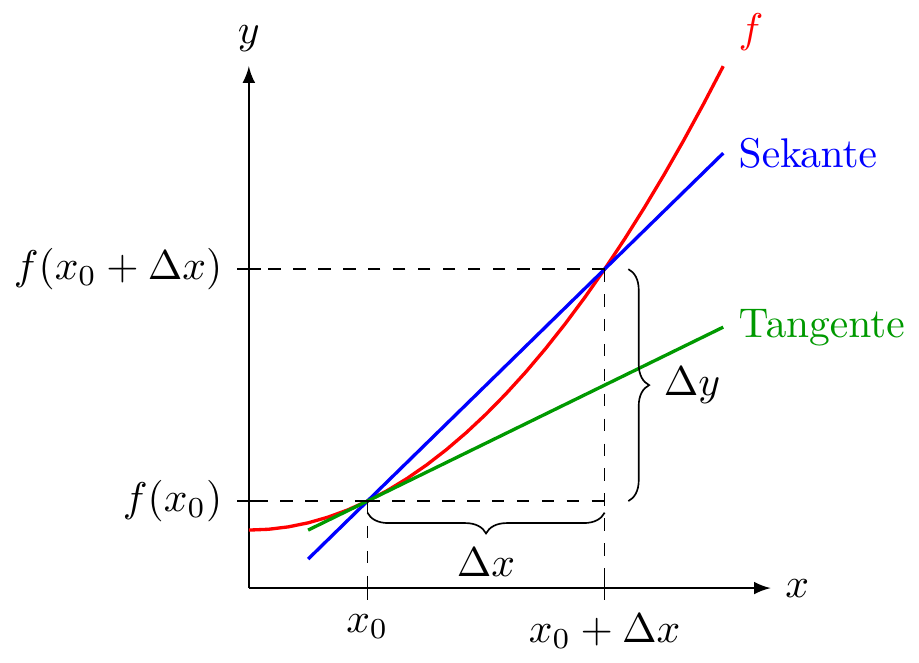 f
y
Sekante
f(x₀ + Δx)
Tangente
Δy
f(x₀)
Δx
x
x₀
x₀ + Δx